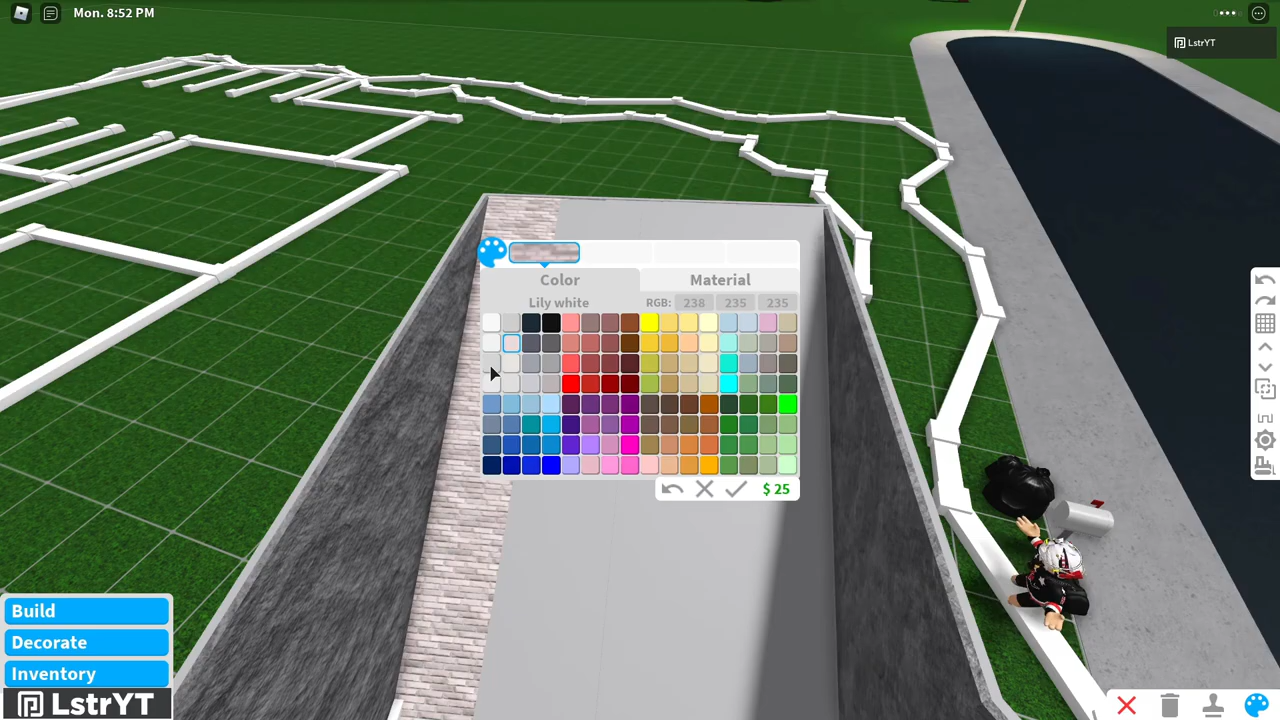 Mon. 8:52 PM
LstrYT
Color
Material
Lily white
RGB: 238 235 235
$ 25
Build
Decorate
Inventory
LstrYT